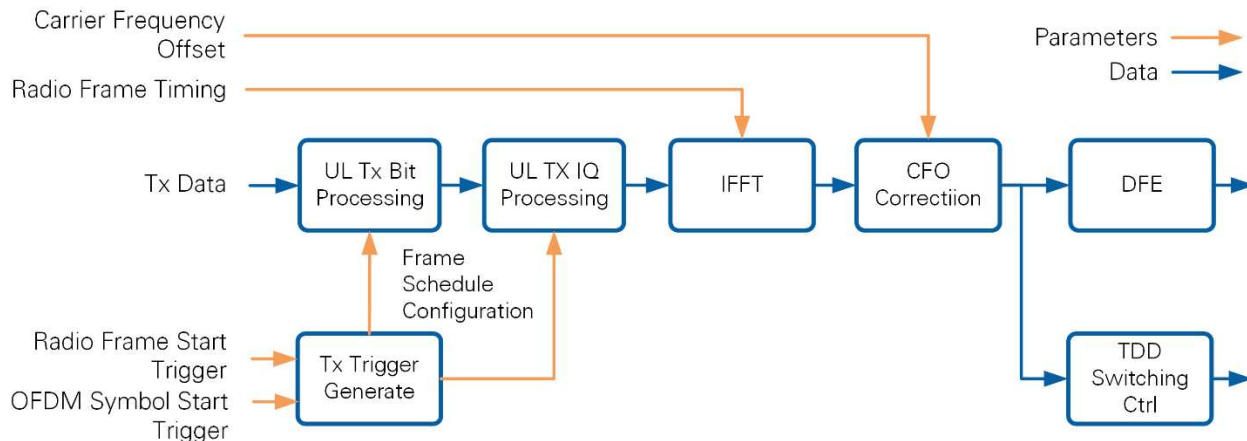 Carrier Frequency
Offset
Parameters
Data
Radio Frame Timing
Tx Data
UL Tx Bit
Processing
UL TX IQ
Processing
IFFT
CFO
Correctiion
DFE
Frame
Schedule
Configuration
Radio Frame Start
Trigger
OFDM Symbol Start
Trigger
Tx Trigger
Generate
TDD
Switching
Ctrl